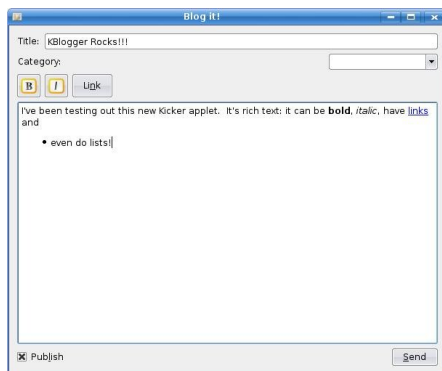 Blog it!
Title: KBlogger Rocks!!!
Category:
B I Link
I've been testing out this new Kicker applet. It's rich text: it can be bold, italic, have links
and
• even do lists!
Publish Send